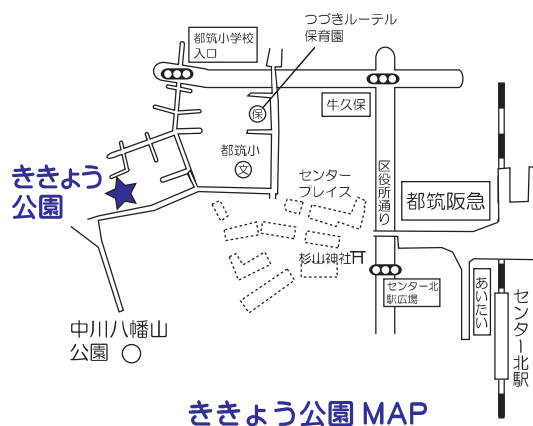 つづきルーテル
保育園
都筑小学校
入口
保
牛久保
都筑小
文
ききょう
公園
センター
プレイス
区役所通り
都筑阪急
杉山神社
センター北
駅広場
あいたい
センター北駅
中川八幡山
公園
ききょう公園 MAP